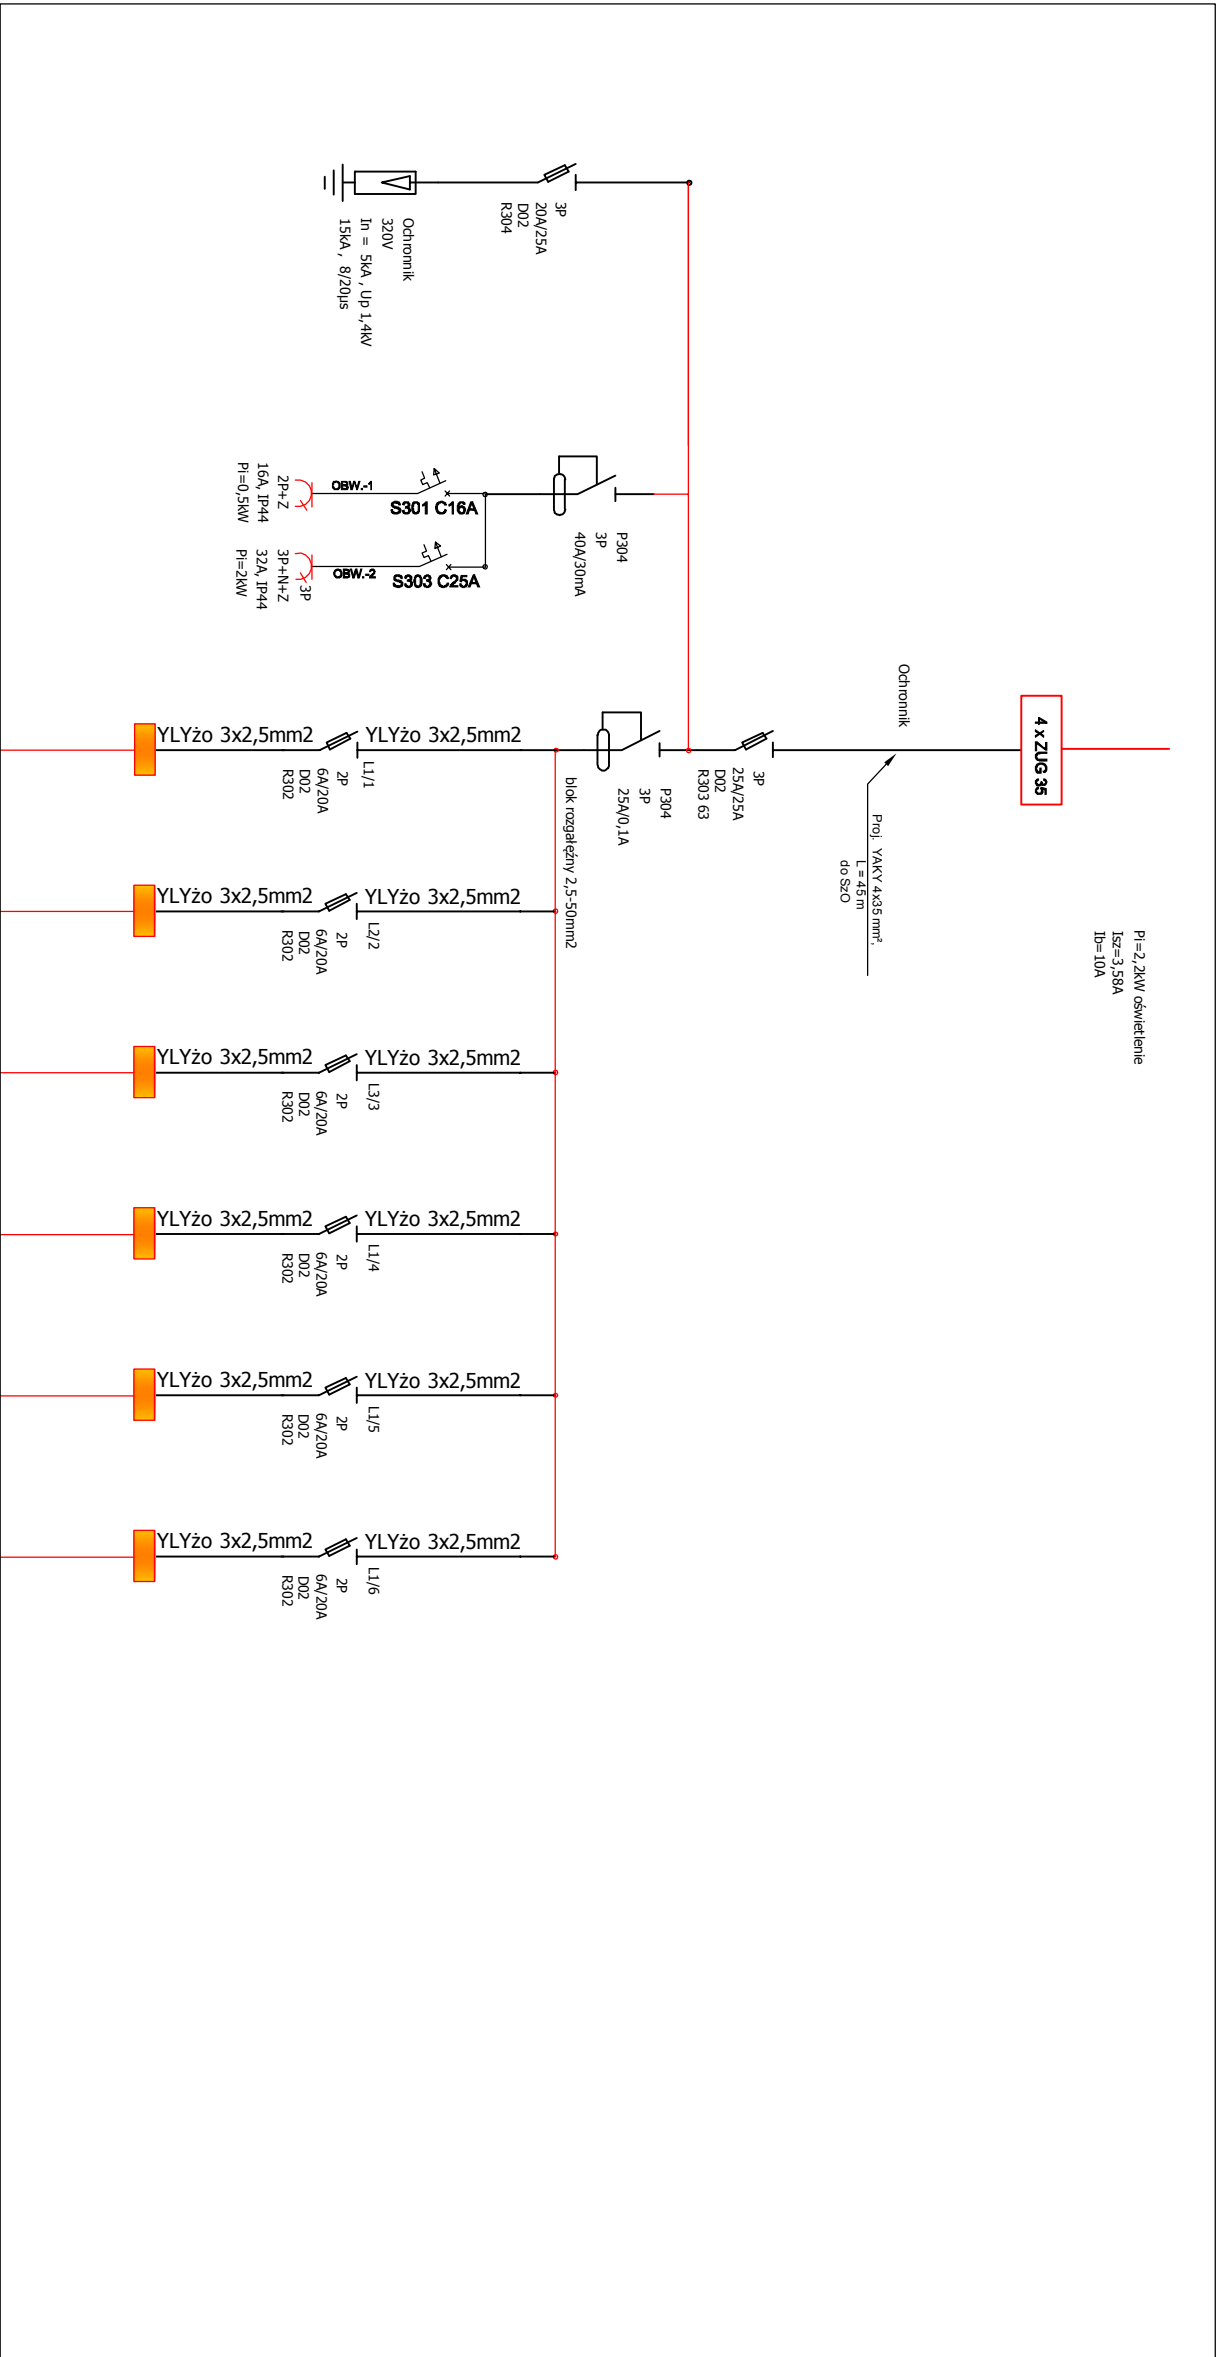 Pi=2,2kW oświetlenie
Isz=3,58A
Ib=10A
4 x ZUG 35
Ochronnik
Proj. YAKY 4x35 mm²,
L = 45 m
do SzO
3P
25A/25A
D02
R303 63
P304
3P
25A/0,1A
blok rozgałęźny 2,5-50mm2
3P
20A/25A
D02
R304
Ochronnik
320V
In = 5kA , Up 1,4kV
15kA , 8/20µs
P304
3P
40A/30mA
S301 C16A
OBW.-1
2P+Z
16A, IP44
Pi=0,5kW
S303 C25A
OBW.-2
3P
3P+N+Z
32A, IP44
Pi=2kW
YLYżo 3x2,5mm2
L1/1
2P
6A/20A
D02
R302
YLYżo 3x2,5mm2
YLYżo 3x2,5mm2
L2/2
2P
6A/20A
D02
R302
YLYżo 3x2,5mm2
YLYżo 3x2,5mm2
L3/3
2P
6A/20A
D02
R302
YLYżo 3x2,5mm2
YLYżo 3x2,5mm2
L1/4
2P
6A/20A
D02
R302
YLYżo 3x2,5mm2
YLYżo 3x2,5mm2
L1/5
2P
6A/20A
D02
R302
YLYżo 3x2,5mm2
YLYżo 3x2,5mm2
L1/6
2P
6A/20A
D02
R302
YLYżo 3x2,5mm2